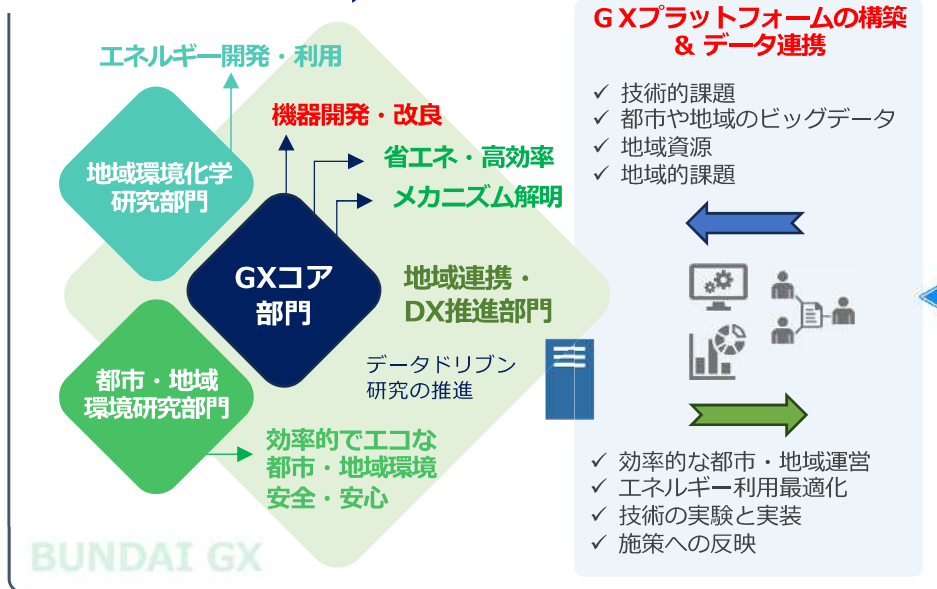 エネルギー開発・利用
機器開発・改良
省エネ・高効率
メカニズム解明
地域環境化学
研究部門
GXコア
部門
地域連携・
DX推進部門
データドリブン
研究の推進
都市・地域
環境研究部門
効率的でエコな
都市・地域環境
安全・安心
BUNDAI GX
GXプラットフォームの構築
& データ連携
✓ 技術的課題
✓ 都市や地域のビッグデータ
✓ 地域資源
✓ 地域的課題
✓ 効率的な都市・地域運営
✓ エネルギー利用最適化
✓ 技術の実験と実装
✓ 施策への反映